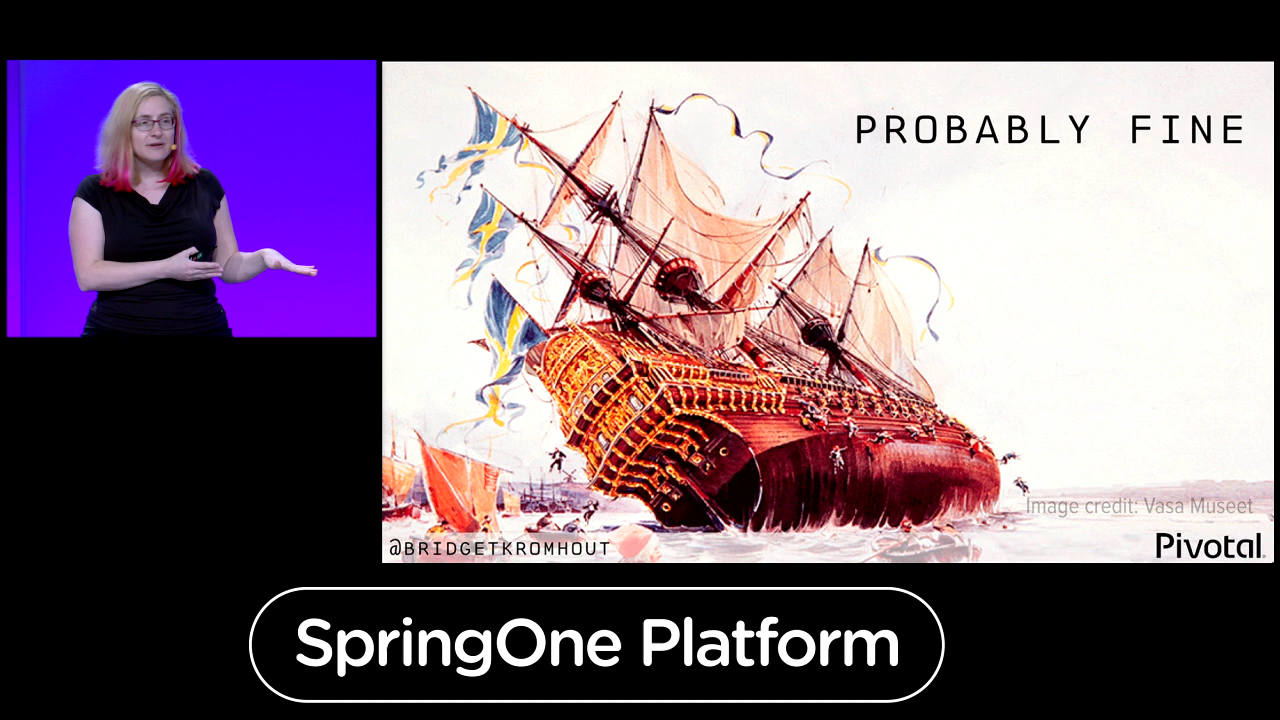 PROBABLY FINE
Image credit: Vasa Museet
@BRIDGETKROMHOUT
Pivotal
SpringOne Platform